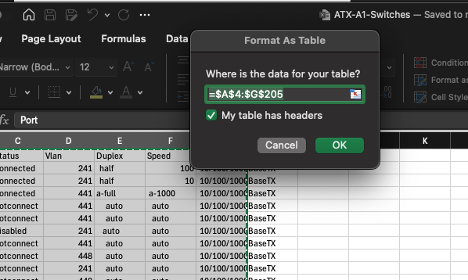 ATX-A1-Switches — Saved to
Page Layout Formulas Data
Narrow (Bod... 12 A A
Format As Table
Where is the data for your table?
=$A$4:$G$205
My table has headers
Cancel OK
Condition
Format as
Cell Style
fx Port
C D E F K
tatus Vlan Duplex Speed
onnected 241 half 100 10/100/1000BaseTX
onnected 241 half 10 10/100/1000BaseTX
onnected 441 a-full a-1000 10/100/1000BaseTX
otconnect 441 auto auto 10/100/1000BaseTX
otconnect 441 auto auto 10/100/1000BaseTX
isabled 241 auto auto 10/100/1000BaseTX
otconnect 441 auto auto 10/100/1000BaseTX
otconnect 448 auto auto 10/100/1000BaseTX
otconnect 241 auto auto 10/100/1000BaseTX